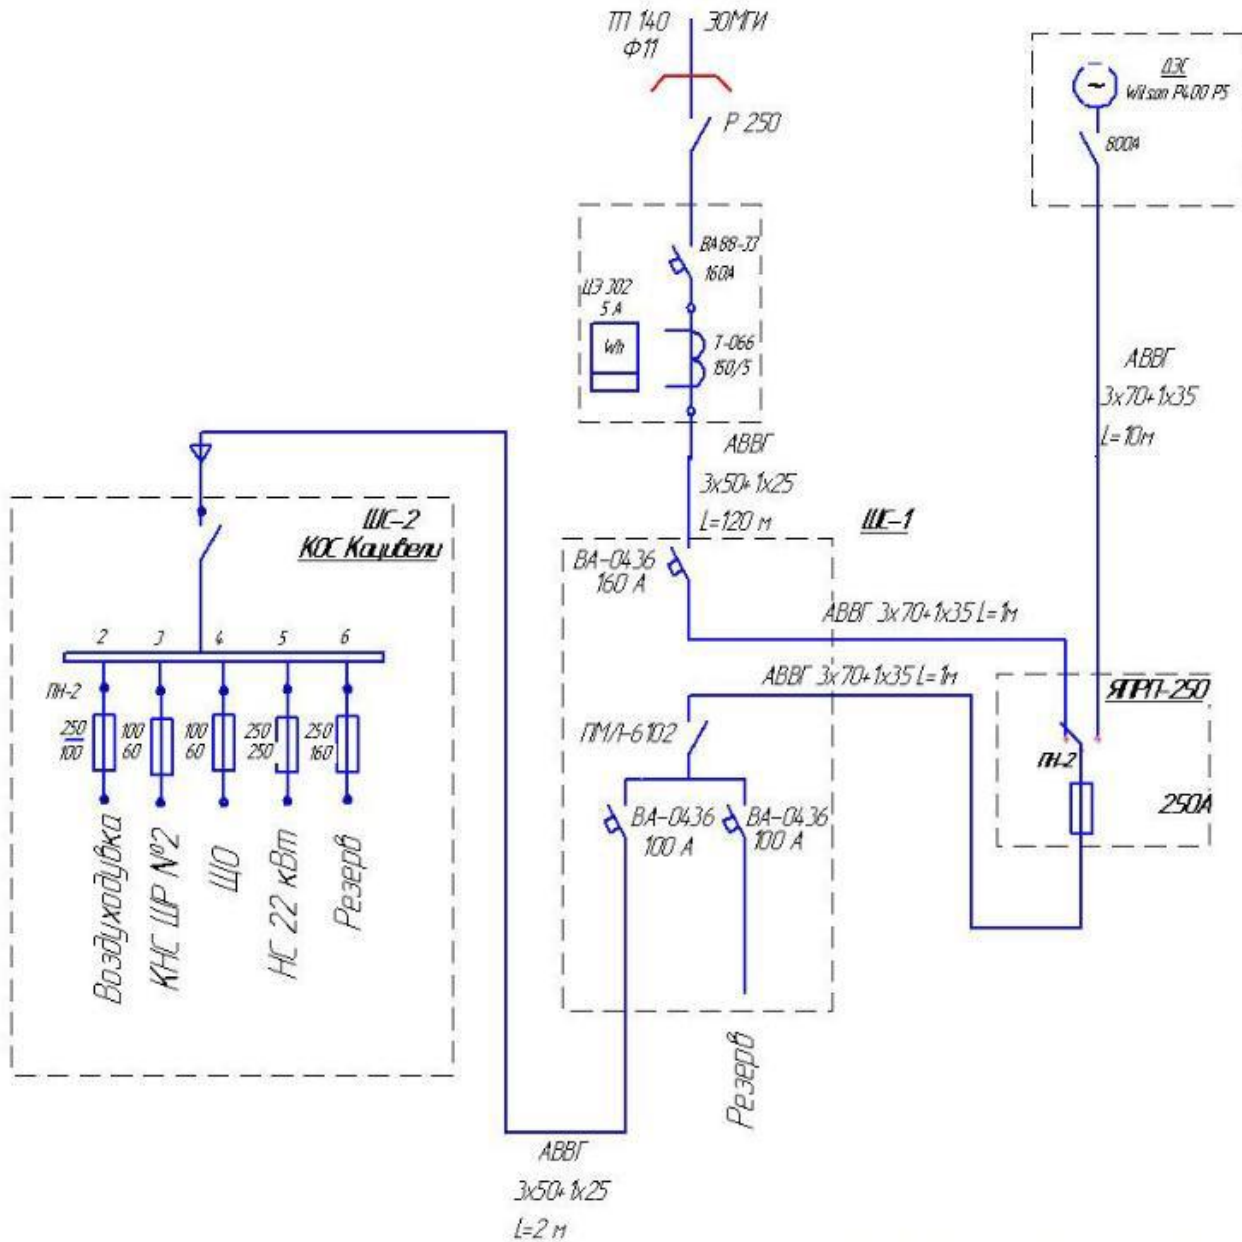 ТП 140 ЭОМГИ
Ф11
Р 250
ДЭС
Wilson P400 P5
800А
ВА88-33
160А
ЦЭ 302
5 А
Wh
Т-066
150/5
АВВГ
3х70+1х35
L=10м
АВВГ
3х50+1х25
L=120 м
ШС-2
КОС Кацивели
ШС-1
ВА-0436
160 А
АВВГ 3х70+1х35 L=1м
АВВГ 3х70+1х35 L=1м
2 3 4 5 6
ПН-2
250
100
100
60
100
60
250
250
250
160
Воздуходувка
КНС ШР №2
ЩО
НС 22 кВт
Резерв
ПМЛ-6102
ВА-0436
100 А
ВА-0436
100 А
Резерв
ЯПРП-250
ПН-2
250А
АВВГ
3х50+1х25
L=2 м